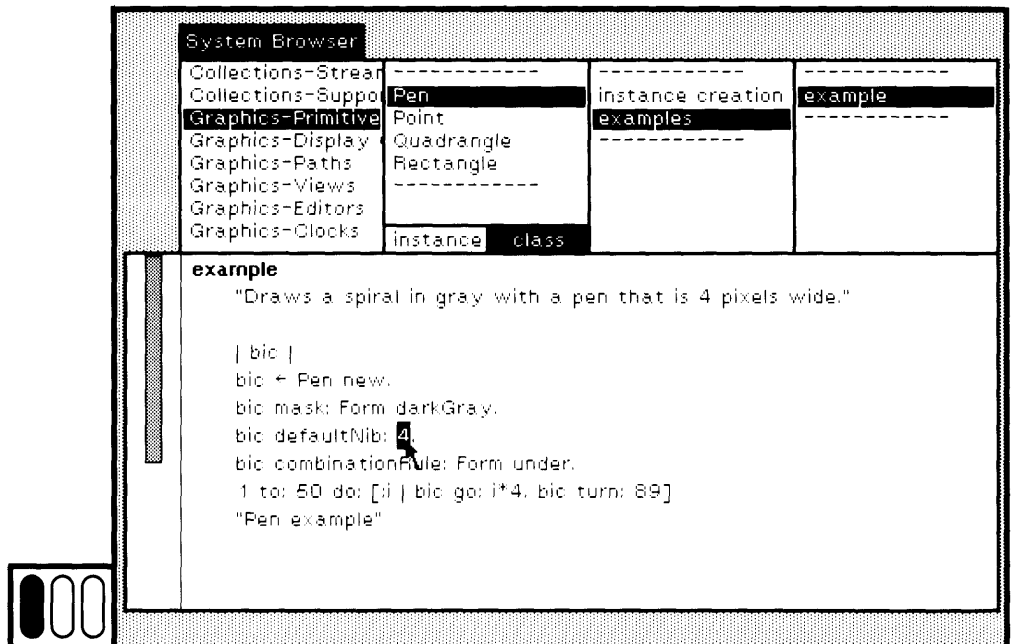 System Browser
Collections-Strear
Collections-Suppo
Graphics-Primitive
Graphics-Display
Graphics-Paths
Graphics-Views
Graphics-Editors
Graphics-Clocks
------------
Pen
Point
Quadrangle
Rectangle
------------
instance class
------------
instance creation
examples
------------
------------
example
------------
example
"Draws a spiral in gray with a pen that is 4 pixels wide."
| bic |
bic ← Pen new.
bic mask: Form darkGray.
bic defaultNib: 4.
bic combinationRule: Form under.
1 to: 50 do: [:i | bic go: i*4. bic turn: 89]
"Pen example"